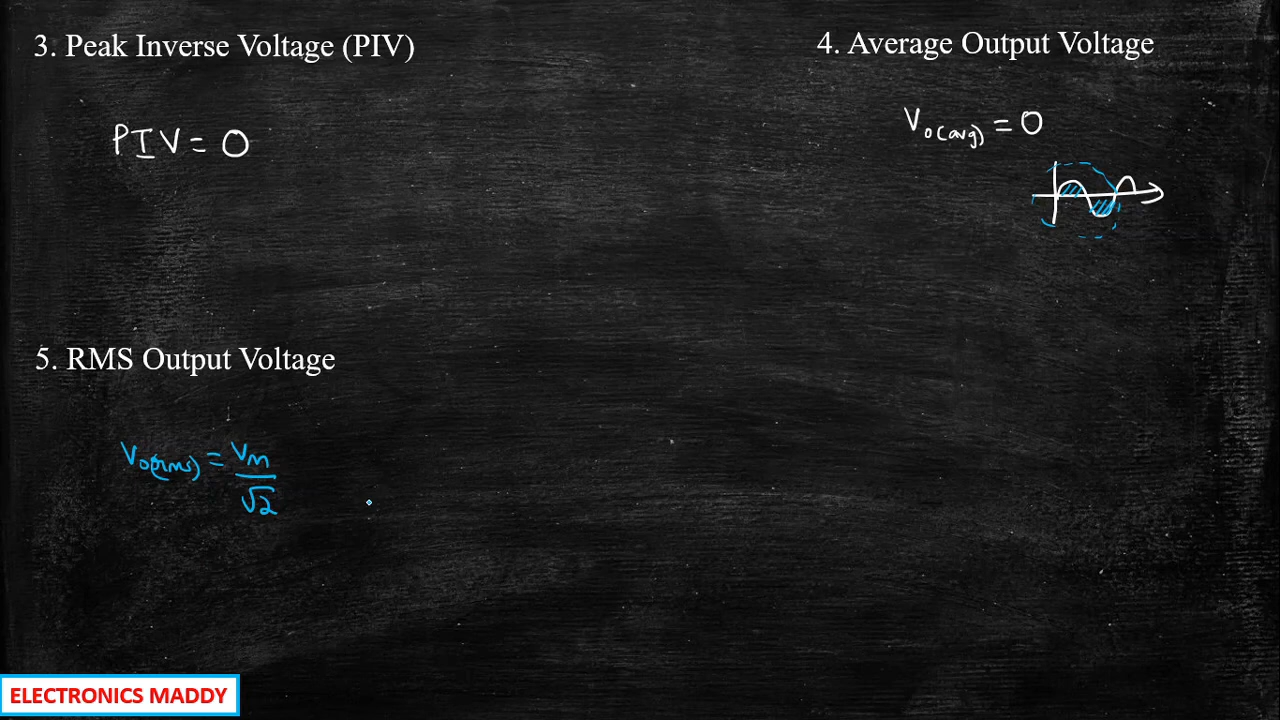 3. Peak Inverse Voltage (PIV)
PIV = 0
4. Average Output Voltage
Vo(avg) = 0
5. RMS Output Voltage
Vo(rms) = Vm
√2
ELECTRONICS MADDY